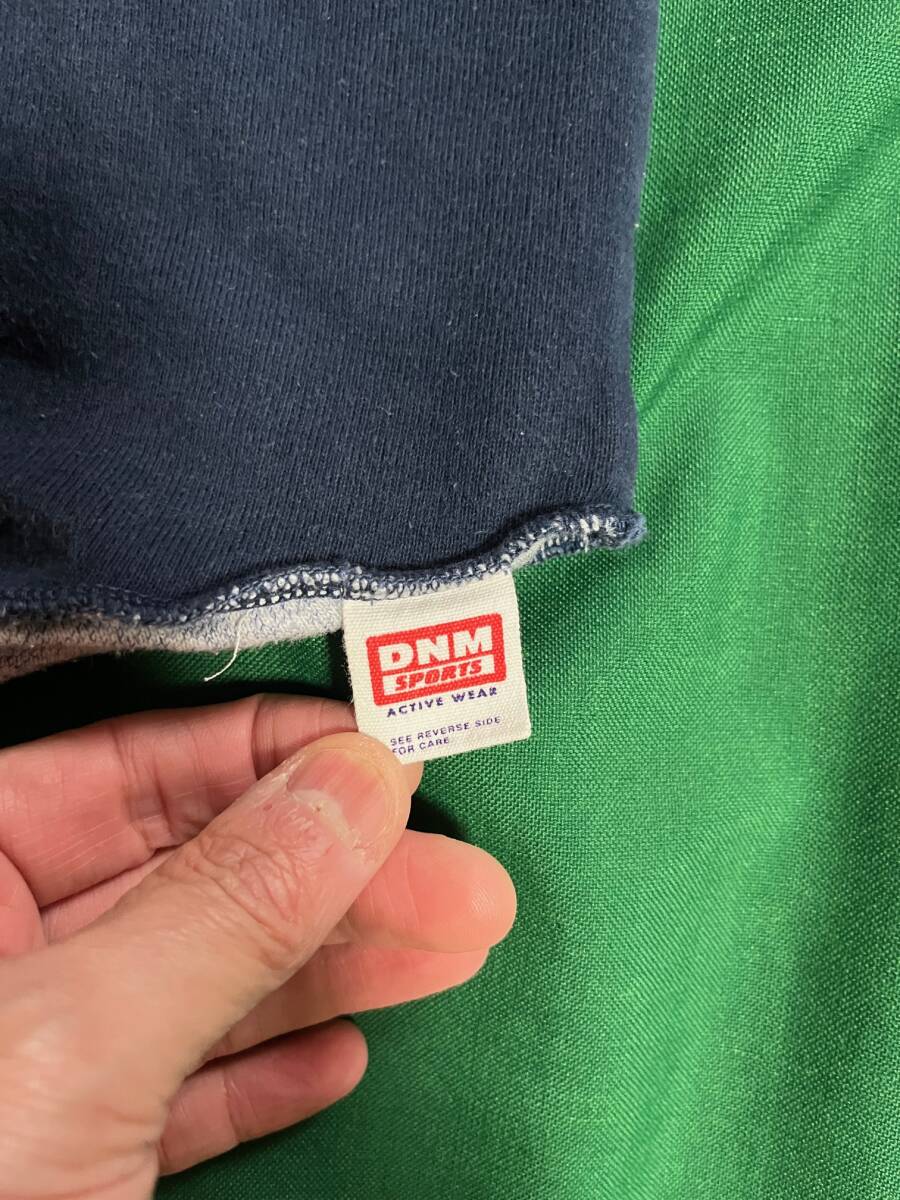 DNM
SPORTS
ACTIVE WEAR
SEE REVERSE SIDE
FOR CARE